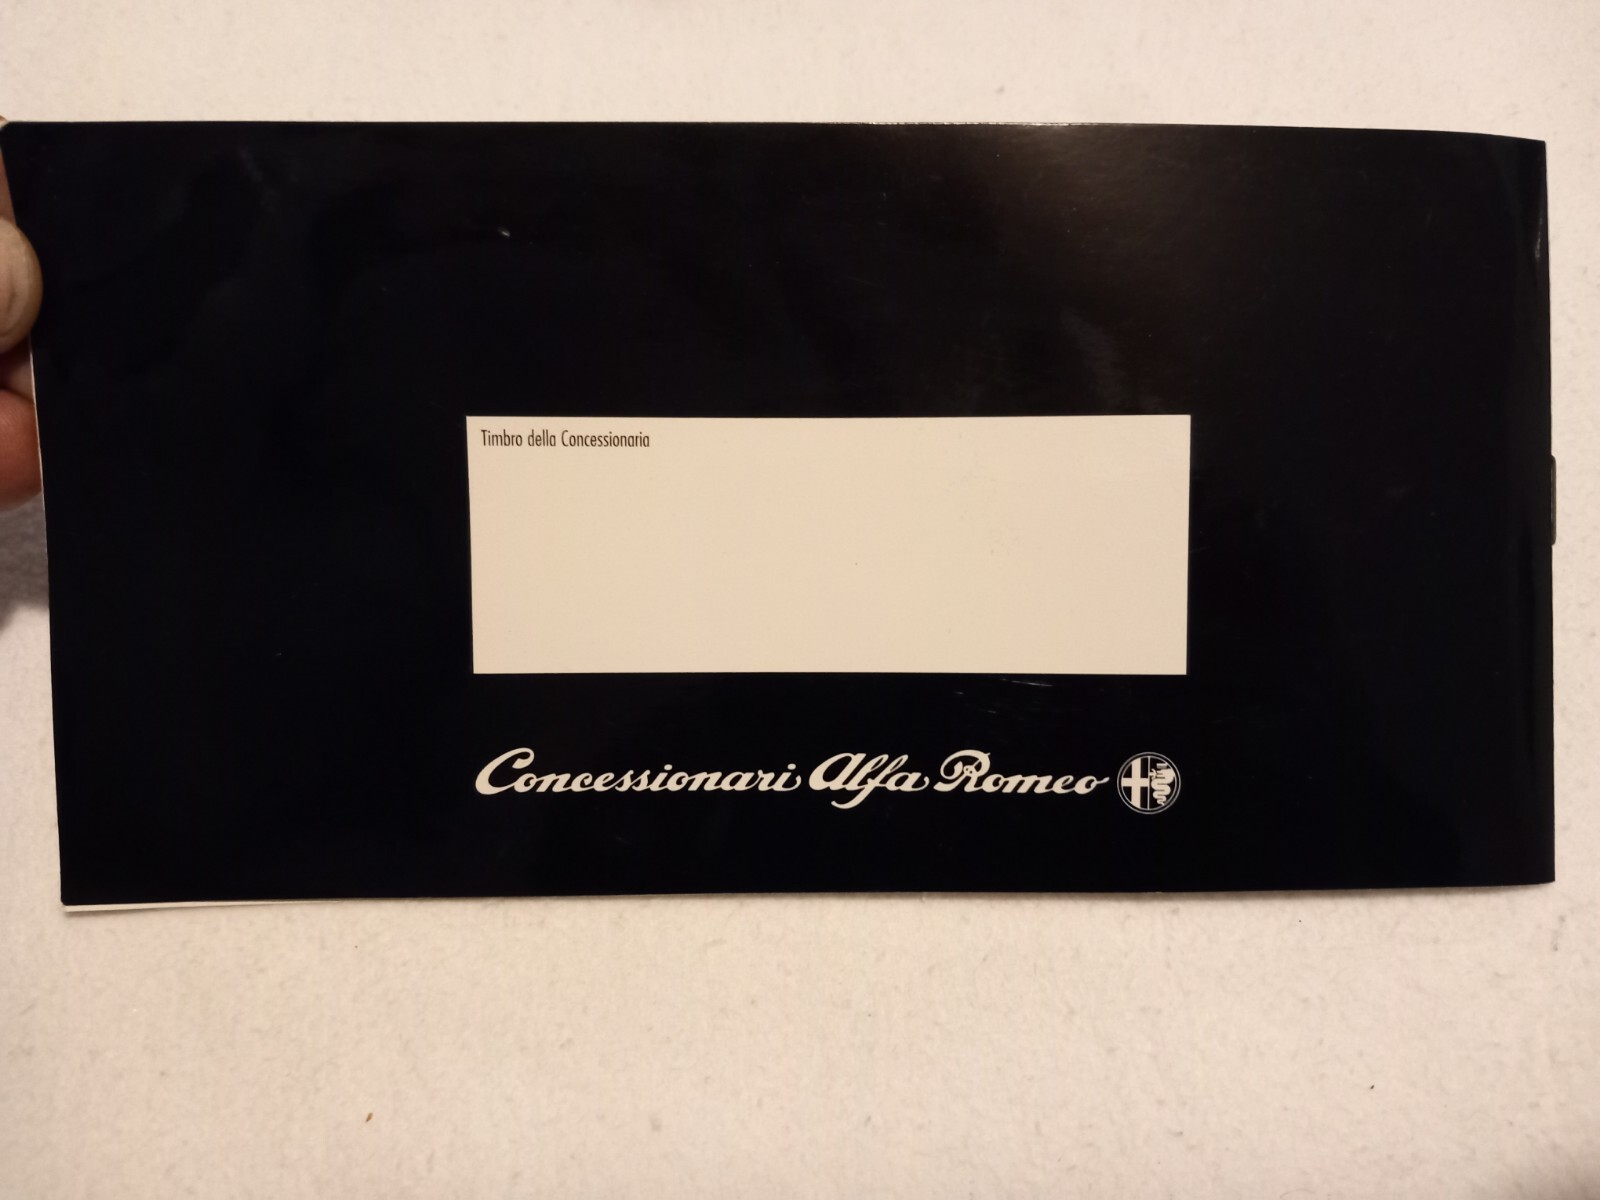 Timbro della Concessionaria
Concessionari Alfa Romeo